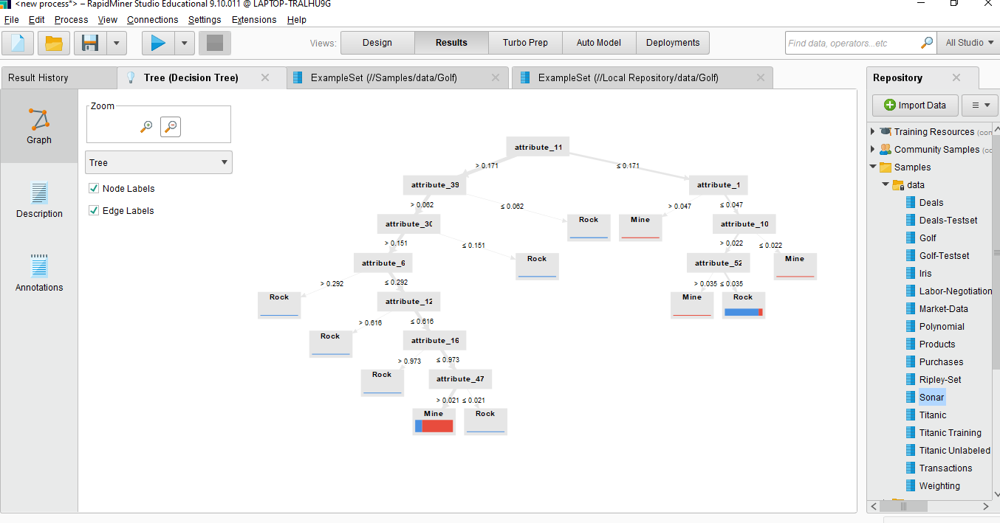 <new process*> – RapidMiner Studio Educational 9.10.011 @ LAPTOP-TRALHU9G
File Edit Process View Connections Settings Extensions Help
Views: Design Results Turbo Prep Auto Model Deployments
Find data, operators...etc
All Studio
Result History
Tree (Decision Tree)
ExampleSet (//Samples/data/Golf)
ExampleSet (//Local Repository/data/Golf)
Repository
Graph
Description
Annotations
Zoom
Tree
Node Labels
Edge Labels
attribute_11
> 0.171 ≤ 0.171
attribute_39 attribute_1
> 0.062 ≤ 0.062 > 0.047 ≤ 0.047
attribute_30 Rock Mine attribute_10
> 0.151 ≤ 0.151 > 0.022 ≤ 0.022
attribute_6 Rock attribute_52 Mine
> 0.292 ≤ 0.292 > 0.035 ≤ 0.035
Rock attribute_12 Mine Rock
> 0.616 ≤ 0.616
Rock attribute_16
> 0.973 ≤ 0.973
Rock attribute_47
> 0.021 ≤ 0.021
Mine Rock
Import Data
Training Resources (con
Community Samples (cc
Samples
data
Deals
Deals-Testset
Golf
Golf-Testset
Iris
Labor-Negotiation
Market-Data
Polynomial
Products
Purchases
Ripley-Set
Sonar
Titanic
Titanic Training
Titanic Unlabeled
Transactions
Weighting